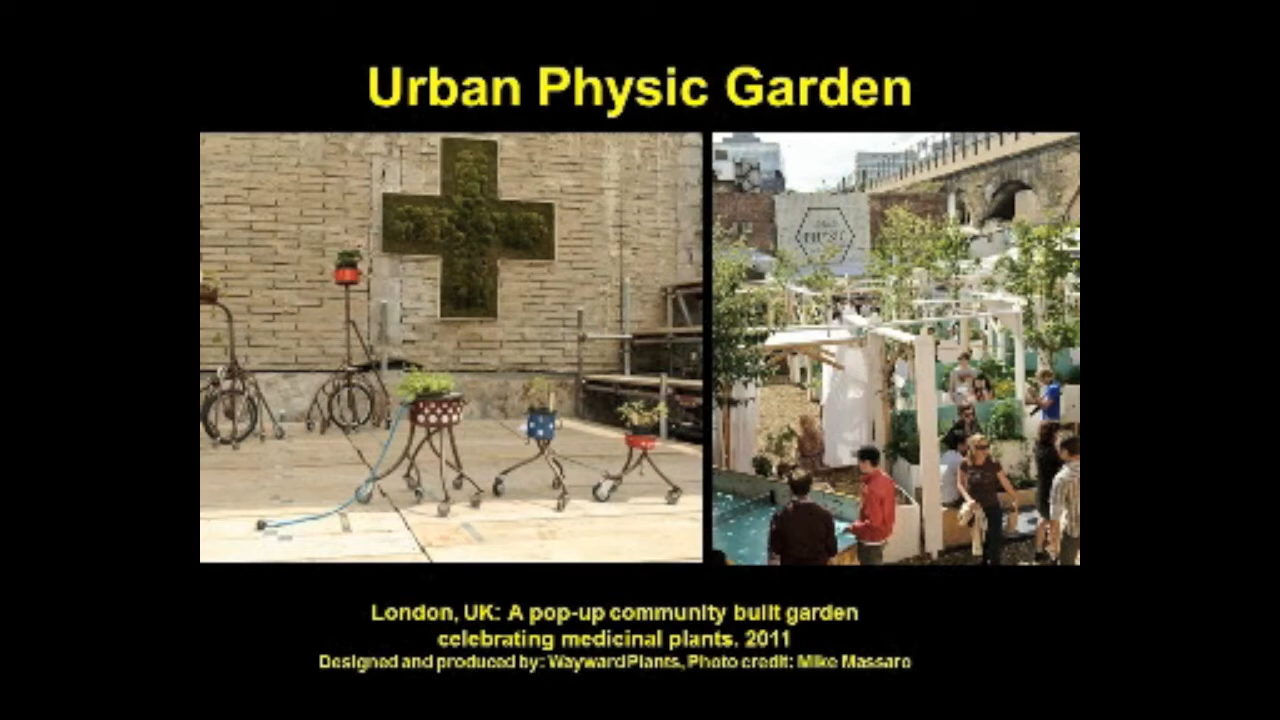 Urban Physic Garden
PHYSIC
London, UK: A pop-up community built garden
celebrating medicinal plants. 2011
Designed and produced by: WaywardPlants, Photo credit: Mike Massaro